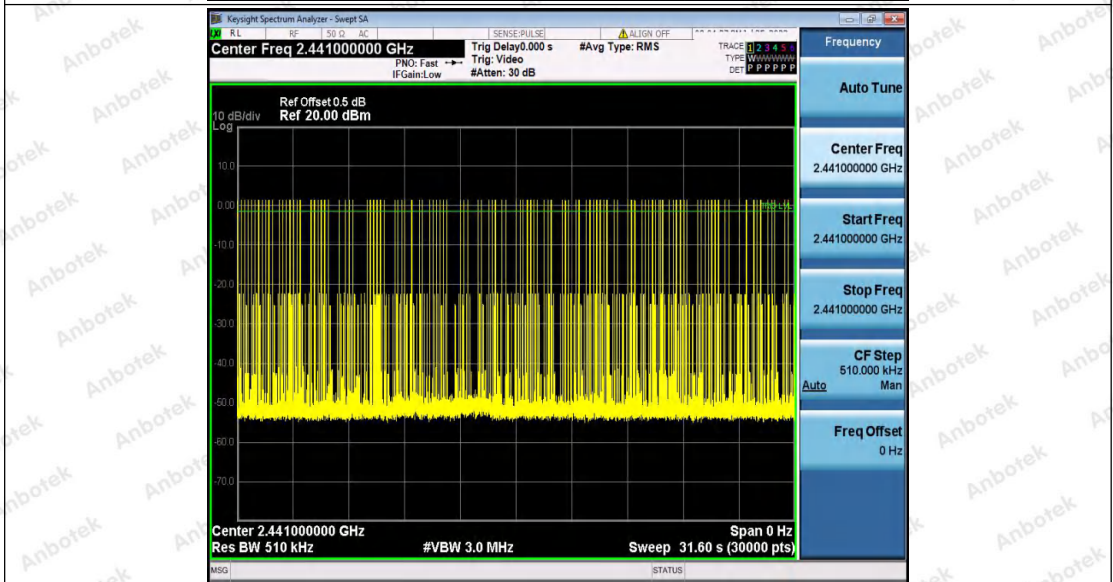 Keysight Spectrum Analyzer - Swept SA
RL RF 50 Ω AC SENSE:PULSE ALIGN OFF
Center Freq 2.441000000 GHz
PNO: Fast
IFGain:Low
Trig Delay0.000 s
Trig: Video
#Atten: 30 dB
#Avg Type: RMS
TRACE 1 2 3 4 5 6
TYPE W
DET P P P P P P
Ref Offset 0.5 dB
10 dB/div Ref 20.00 dBm
Log
10.0
0.00
-10.0
-20.0
-30.0
-40.0
-50.0
-60.0
-70.0
Center 2.441000000 GHz Span 0 Hz
Res BW 510 kHz #VBW 3.0 MHz Sweep 31.60 s (30000 pts)
MSG STATUS
Frequency
Auto Tune
Center Freq
2.441000000 GHz
Start Freq
2.441000000 GHz
Stop Freq
2.441000000 GHz
CF Step
510.000 kHz
Auto Man
Freq Offset
0 Hz
Anbotek